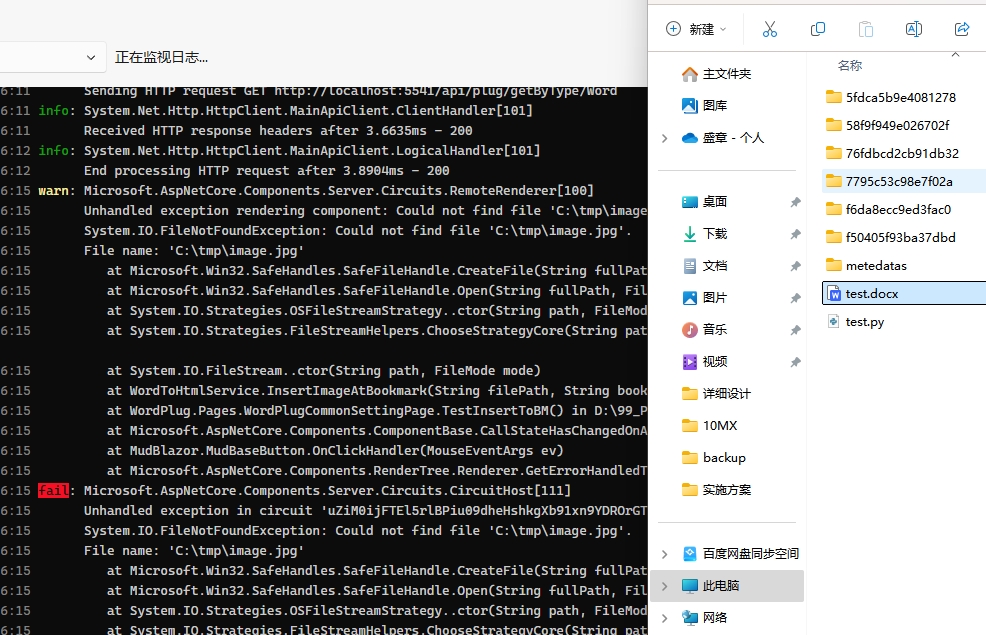 正在监视日志...
6:11 Sending HTTP request GET http://localhost:5541/api/plug/getByType/Word
6:11 info: System.Net.Http.HttpClient.MainApiClient.ClientHandler[101]
6:11 Received HTTP response headers after 3.6635ms - 200
6:12 info: System.Net.Http.HttpClient.MainApiClient.LogicalHandler[101]
6:12 End processing HTTP request after 3.8904ms - 200
6:15 warn: Microsoft.AspNetCore.Components.Server.Circuits.RemoteRenderer[100]
6:15 Unhandled exception rendering component: Could not find file 'C:\tmp\image
6:15 System.IO.FileNotFoundException: Could not find file 'C:\tmp\image.jpg'.
6:15 File name: 'C:\tmp\image.jpg'
6:15 at Microsoft.Win32.SafeHandles.SafeFileHandle.CreateFile(String fullPat
6:15 at Microsoft.Win32.SafeHandles.SafeFileHandle.Open(String fullPath, Fil
6:15 at System.IO.Strategies.OSFileStreamStrategy..ctor(String path, FileMod
6:15 at System.IO.Strategies.FileStreamHelpers.ChooseStrategyCore(String pat
6:15 at System.IO.FileStream..ctor(String path, FileMode mode)
6:15 at WordToHtmlService.InsertImageAtBookmark(String filePath, String book
6:15 at WordPlug.Pages.WordPlugCommonSettingPage.TestInsertToBM() in D:\99_P
6:15 at Microsoft.AspNetCore.Components.ComponentBase.CallStateHasChangedOnA
6:15 at MudBlazor.MudBaseButton.OnClickHandler(MouseEventArgs ev)
6:15 at Microsoft.AspNetCore.Components.RenderTree.Renderer.GetErrorHandledT
6:15 fail: Microsoft.AspNetCore.Components.Server.Circuits.CircuitHost[111]
6:15 Unhandled exception in circuit 'uZiM0ijFTEl5rlBPiu09dheHshkgXb91xn9YDROrGT
6:15 System.IO.FileNotFoundException: Could not find file 'C:\tmp\image.jpg'.
6:15 File name: 'C:\tmp\image.jpg'
6:15 at Microsoft.Win32.SafeHandles.SafeFileHandle.CreateFile(String fullPat
6:15 at Microsoft.Win32.SafeHandles.SafeFileHandle.Open(String fullPath, Fil
6:15 at System.IO.Strategies.OSFileStreamStrategy..ctor(String path, FileMod
6:15 at System.IO.Strategies.FileStreamHelpers.ChooseStrategyCore(String pat
新建
主文件夹
图库
盛章 - 个人
桌面
下载
文档
图片
音乐
视频
详细设计
10MX
backup
实施方案
百度网盘同步空间
此电脑
网络
名称
5fdca5b9e4081278
58f9f949e026702f
76fdbcd2cb91db32
7795c53c98e7f02a
f6da8ecc9ed3fac0
f50405f93ba37dbd
metedatas
test.docx
test.py